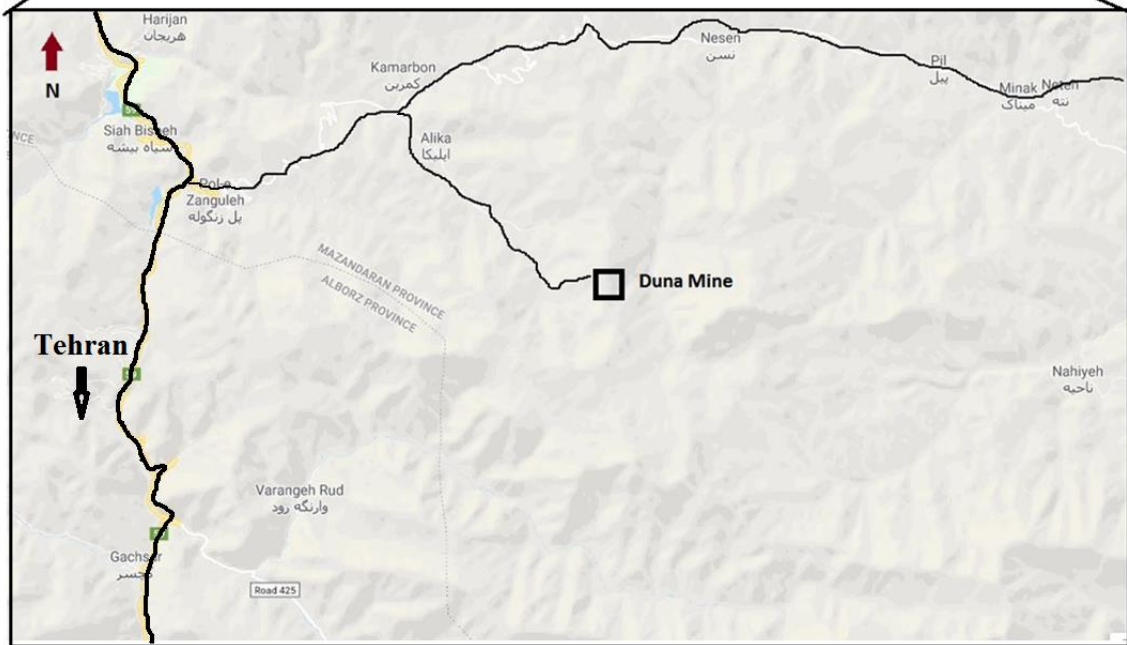 Harijan
هریجان
N
Kamarbon
کمربن
Nesen
نسن
Pil
پیل
Minak
میناک
Neten
نته
Siah Bisheh
سیاه بیشه
Alika
ایلیکا
Pol-e
Zanguleh
پل زنگوله
MAZANDARAN PROVINCE
ALBORZ PROVINCE
Duna Mine
Tehran
Nahiyeh
ناحیه
Varangeh Rud
وارنگه رود
Gachsar
گچسر
Road 425